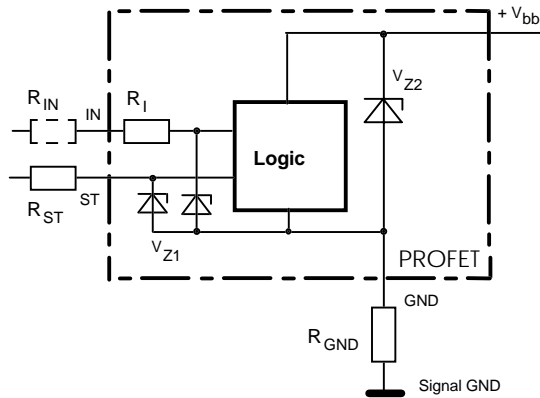 + V bb
R IN
IN
R I
V Z2
Logic
R ST
ST
V Z1
PROFET
GND
R GND
Signal GND